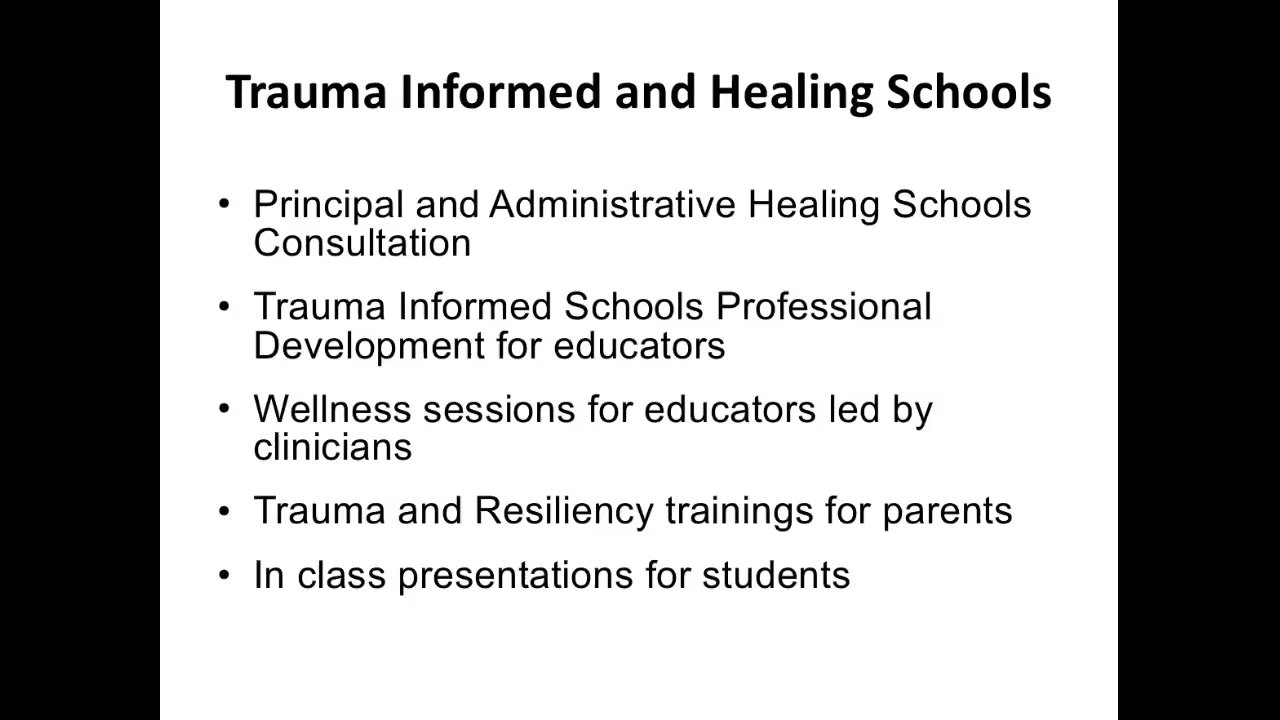 Trauma Informed and Healing Schools
• Principal and Administrative Healing Schools
Consultation
• Trauma Informed Schools Professional
Development for educators
• Wellness sessions for educators led by
clinicians
• Trauma and Resiliency trainings for parents
• In class presentations for students